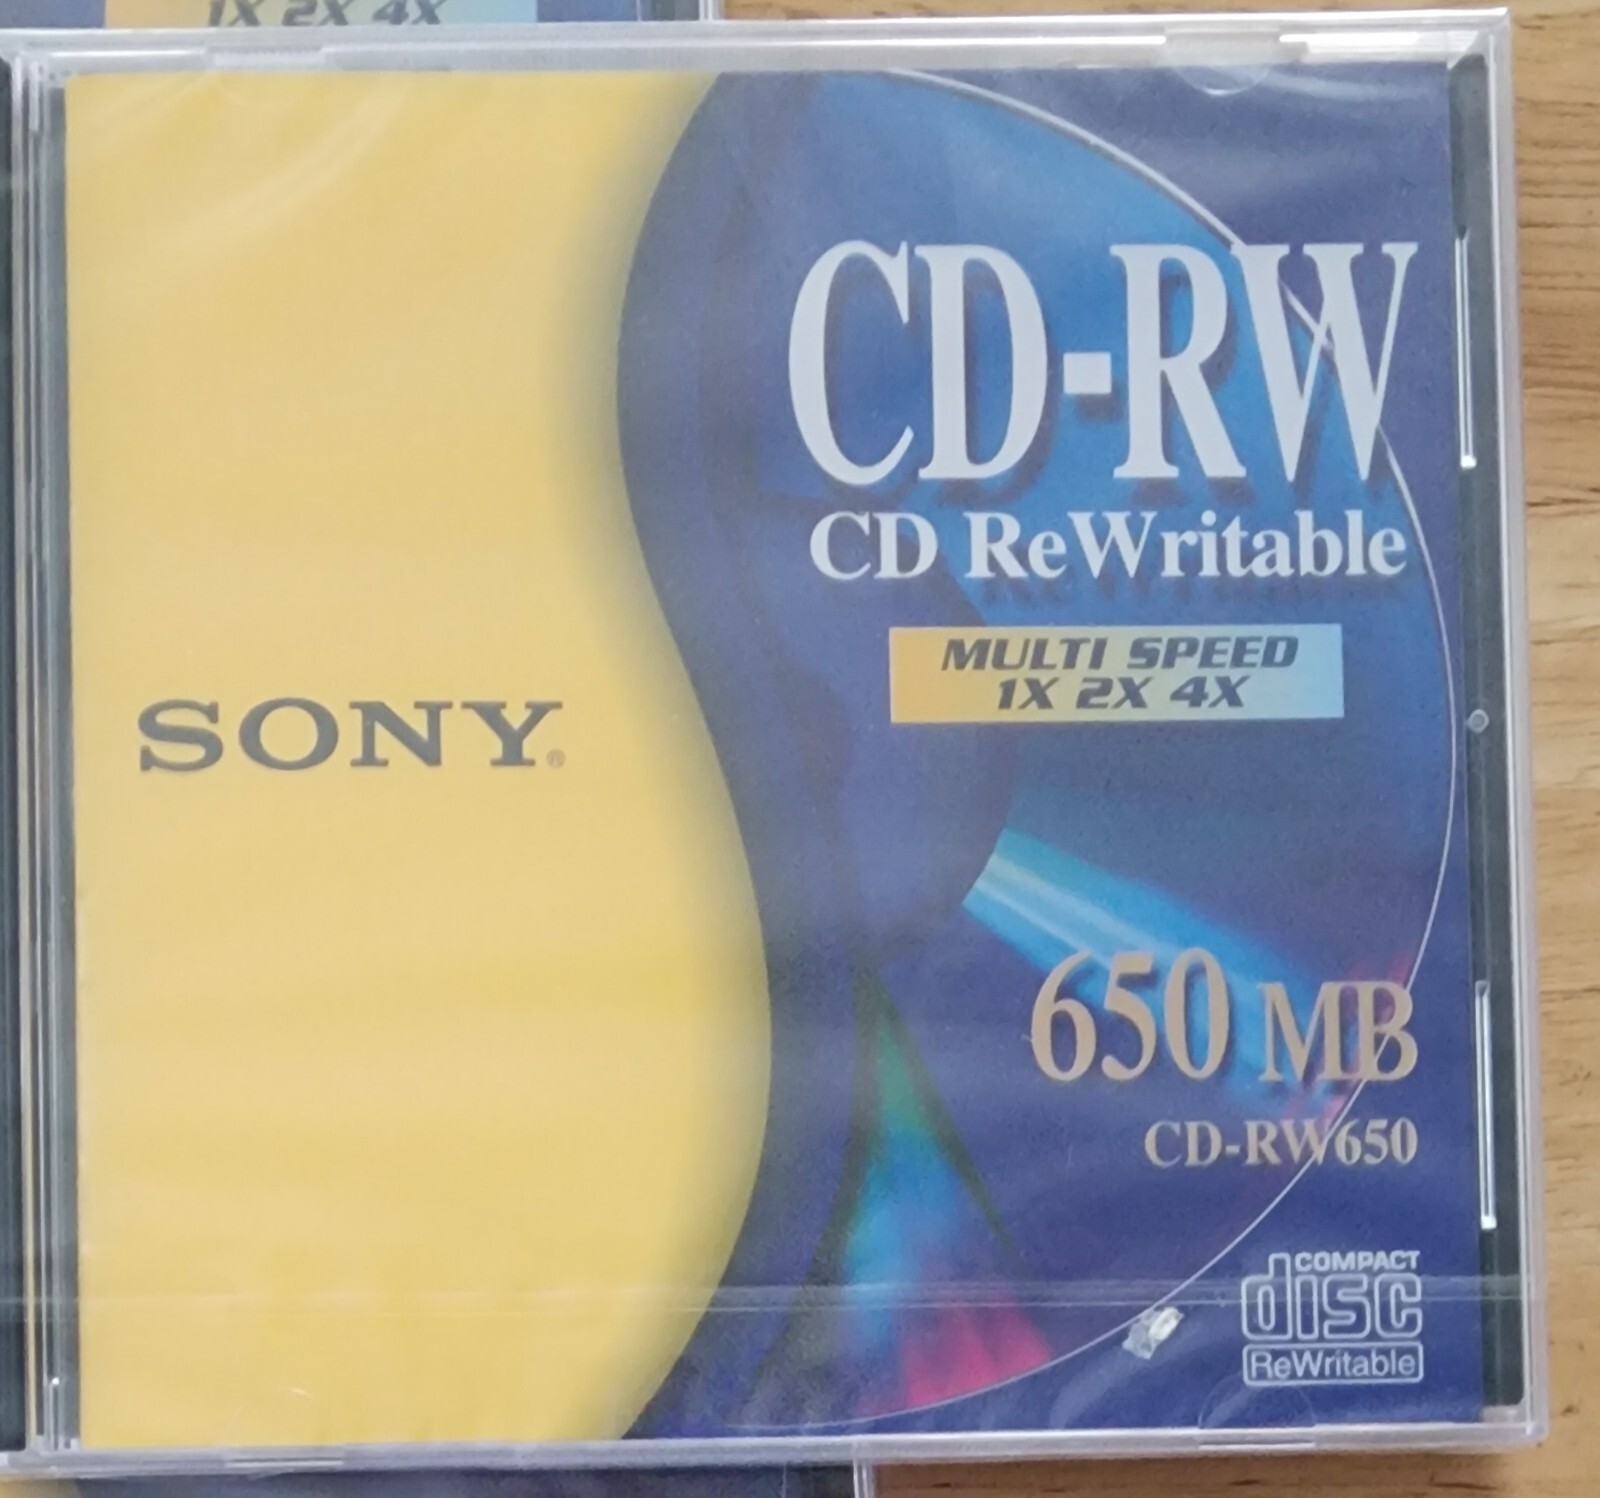 1X 2X 4X
CD-RW
CD ReWritable
MULTI SPEED
1X 2X 4X
SONY®
650 MB
CD-RW650
COMPACT
disc
ReWritable